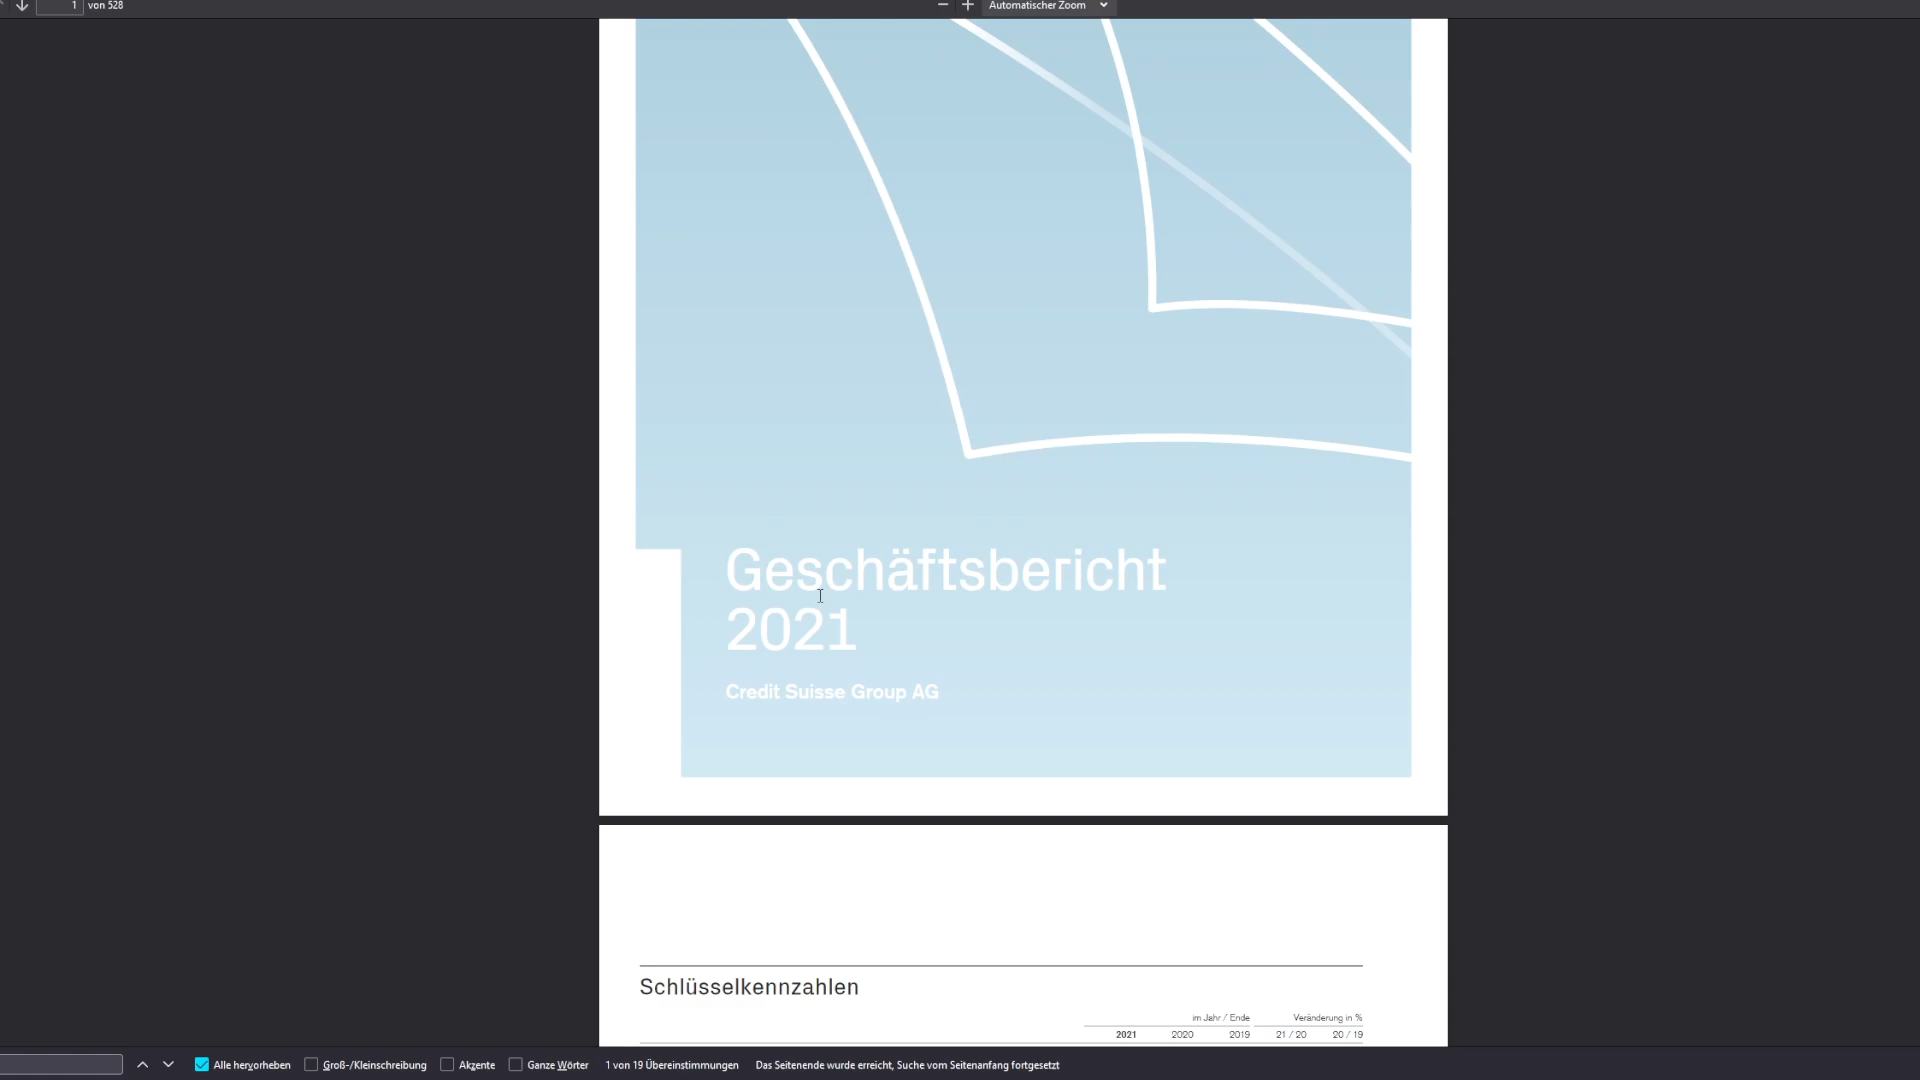 1 von 528
Automatischer Zoom
Geschäftsbericht
2021
Credit Suisse Group AG
Schlüsselkennzahlen
im Jahr / Ende Veränderung in %
2021 2020 2019 21 / 20 20 / 19
Alle hervorheben Groß-/Kleinschreibung Akzente Ganze Wörter 1 von 19 Übereinstimmungen Das Seitenende wurde erreicht, Suche vom Seitenanfang fortgesetzt